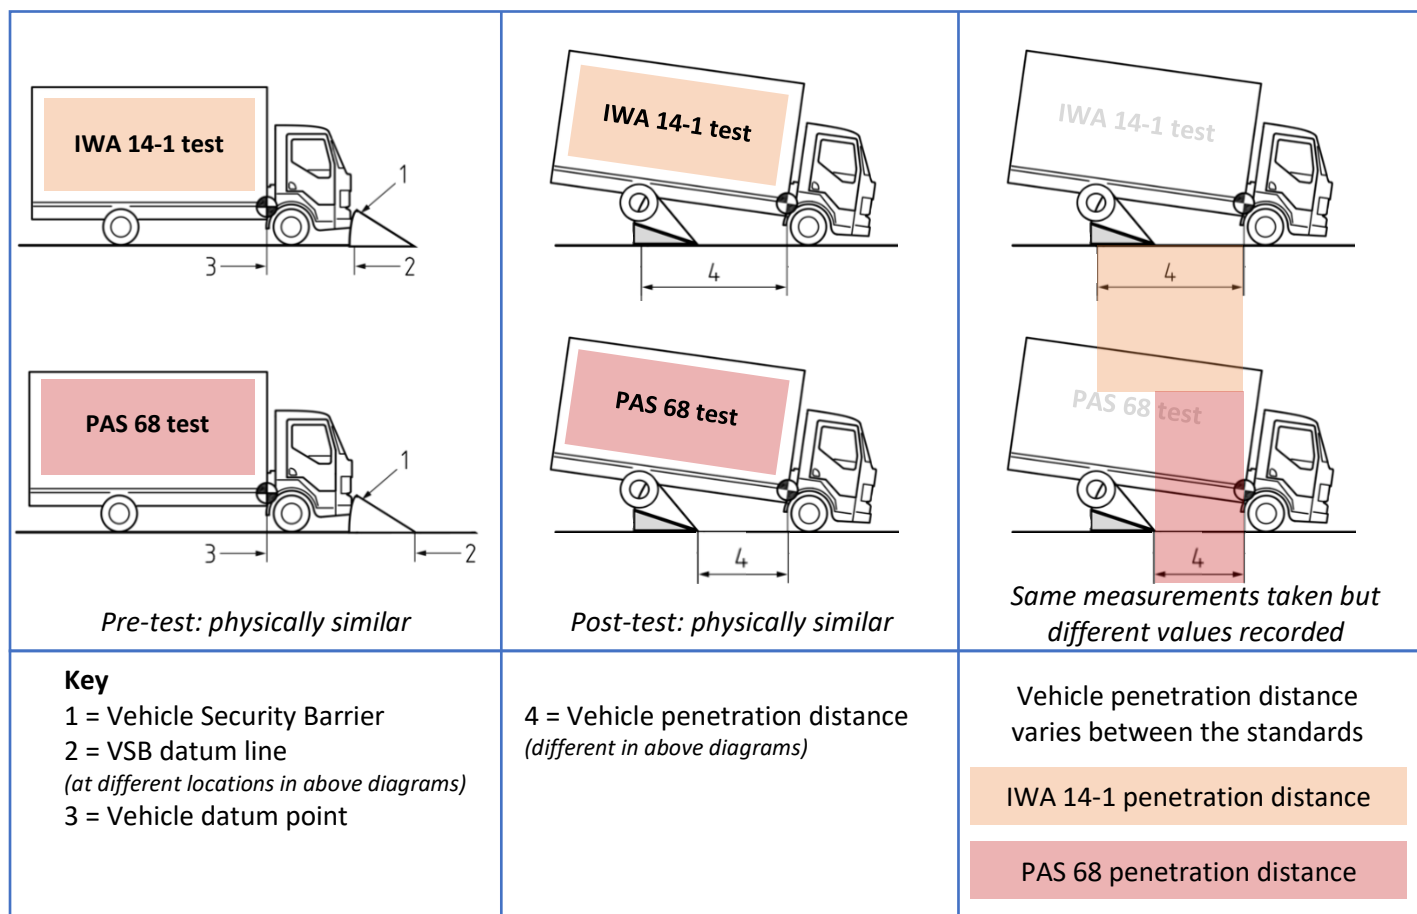 IWA 14-1 test
1
3
2
PAS 68 test
1
3
2
Pre-test: physically similar
IWA 14-1 test
4
PAS 68 test
4
Post-test: physically similar
IWA 14-1 test
4
PAS 68 test
4
Same measurements taken but
different values recorded
Key
1 = Vehicle Security Barrier
2 = VSB datum line
(at different locations in above diagrams)
3 = Vehicle datum point
4 = Vehicle penetration distance
(different in above diagrams)
Vehicle penetration distance
varies between the standards
IWA 14-1 penetration distance
PAS 68 penetration distance